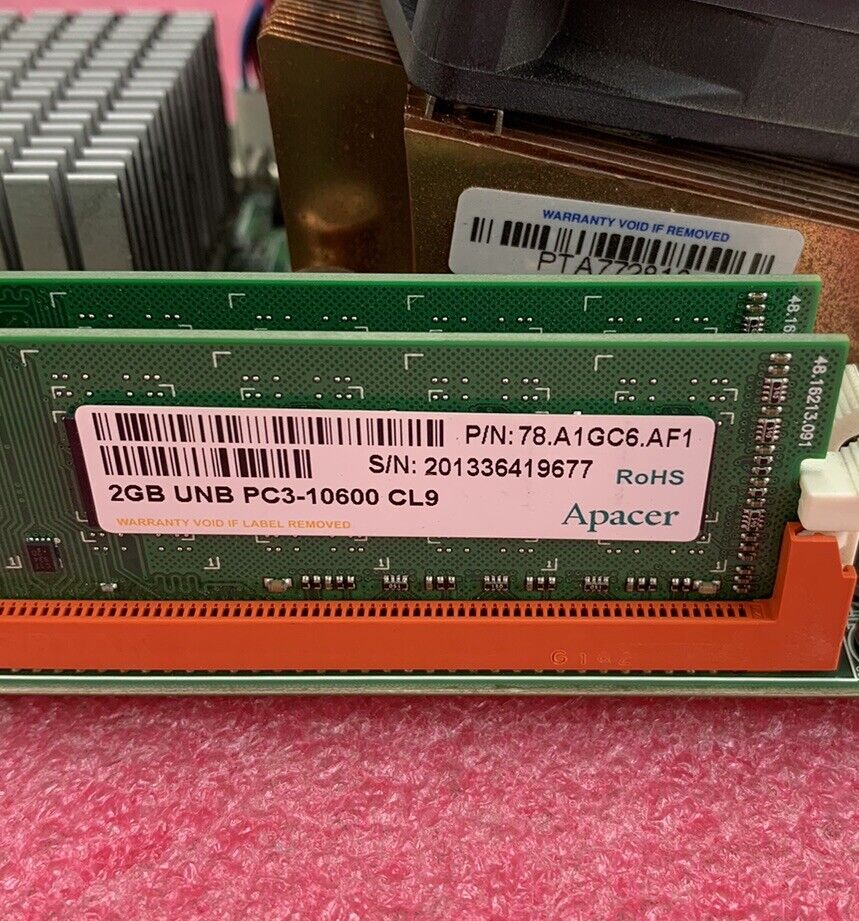 WARRANTY VOID IF REMOVED
48.16213.091
P/N: 78.A1GC6.AF1
S/N: 201336419677
RoHS
2GB UNB PC3-10600 CL9
WARRANTY VOID IF LABEL REMOVED
Apacer